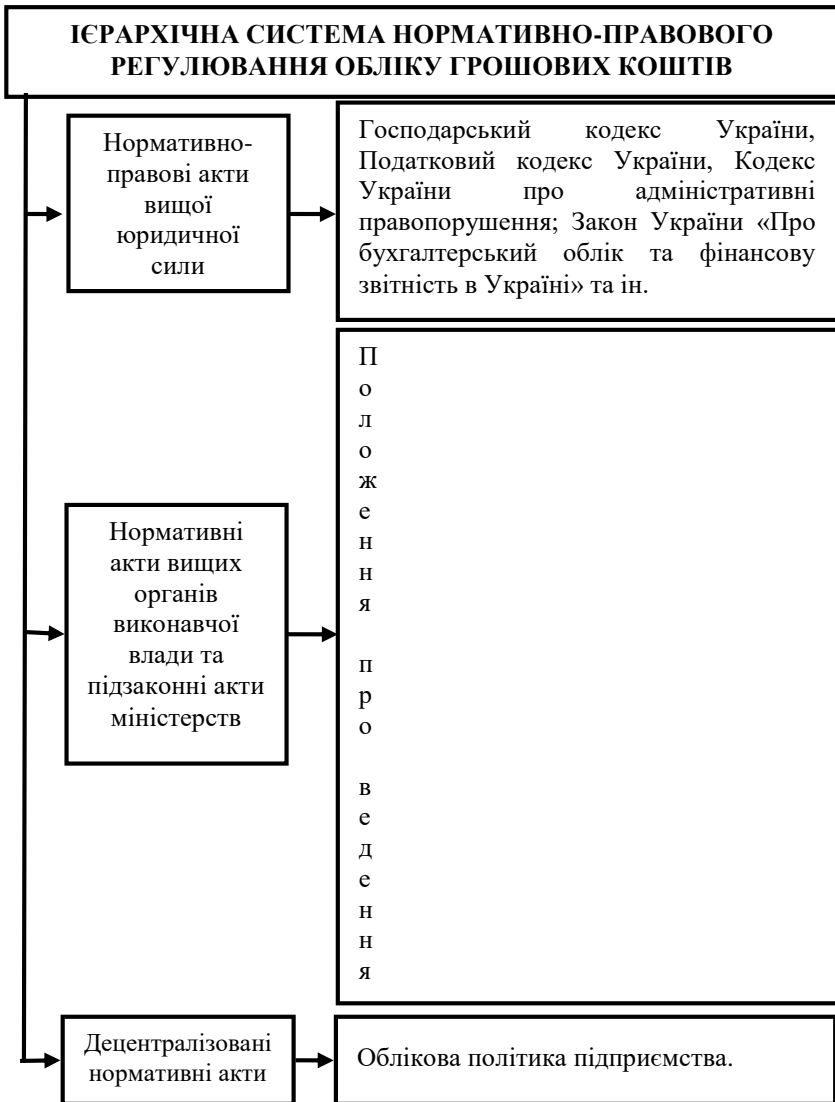 ІЄРАРХІЧНА СИСТЕМА НОРМАТИВНО-ПРАВОВОГО
РЕГУЛЮВАННЯ ОБЛІКУ ГРОШОВИХ КОШТІВ
Нормативно-
правові акти
вищої
юридичної
сили
Господарський кодекс України,
Податковий кодекс України, Кодекс
України про адміністративні
правопорушення; Закон України «Про
бухгалтерський облік та фінансову
звітність в Україні» та ін.
Нормативні
акти вищих
органів
виконавчої
влади та
підзаконні акти
міністерств
П
о
л
о
ж
е
н
н
я
п
р
о
в
е
д
е
н
н
я
Децентралізовані
нормативні акти
Облікова політика підприємства.